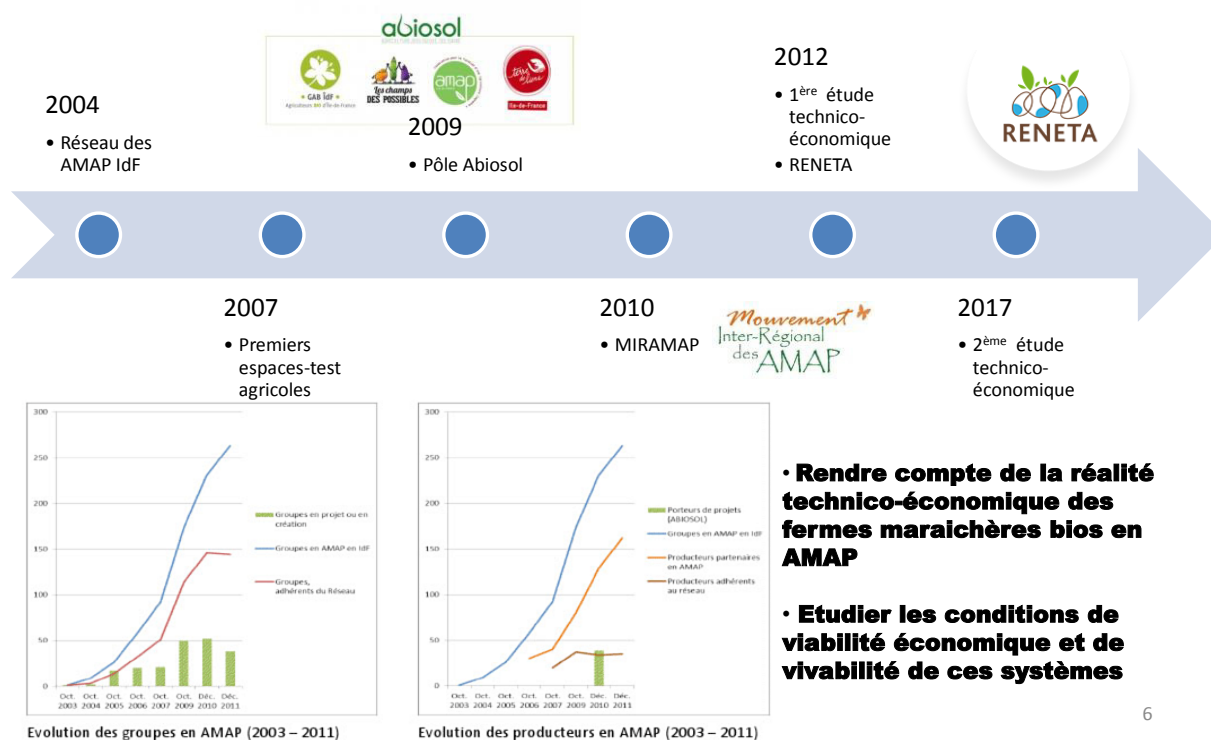 abiosol
GAB IdF
Agriculteurs BIO d'Île-de-France
Les champs
DES POSSIBLES
amap
terre
de liens
Ile-de-France
2004
• Réseau des
AMAP IdF
2009
• Pôle Abiosol
2012
• 1ère étude
technico-
économique
• RENETA
RENETA
2007
• Premiers
espaces-test
agricoles
2010
• MIRAMAP
Mouvement
Inter-Régional
des AMAP
2017
• 2ème étude
technico-
économique
300
250
200
150
100
50
0
Oct. 2003
Oct. 2004
Oct. 2005
Oct. 2006
Oct. 2007
Oct. 2009
Déc. 2010
Déc. 2011
Groupes en projet ou en
création
Groupes en AMAP en IdF
Groupes,
adhérents du Réseau
Evolution des groupes en AMAP (2003 – 2011)
300
250
200
150
100
50
0
Oct. 2003
Oct. 2004
Oct. 2005
Oct. 2006
Oct. 2007
Oct. 2009
Déc. 2010
Déc. 2011
Porteurs de projets
(ABIOSOL)
Groupes en AMAP en IdF
Producteurs partenaires
en AMAP
Producteurs adhérents
au réseau
Evolution des producteurs en AMAP (2003 – 2011)
• Rendre compte de la réalité
technico-économique des
fermes maraichères bios en
AMAP
• Etudier les conditions de
viabilité économique et de
vivabilité de ces systèmes
6